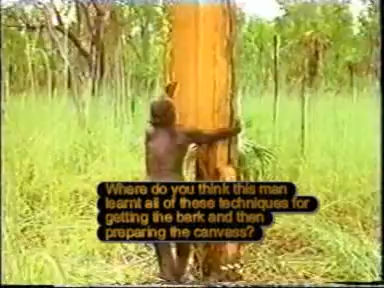 Where do you think this man
learnt all of these techniques for
getting the bark and then
preparing the canvass?